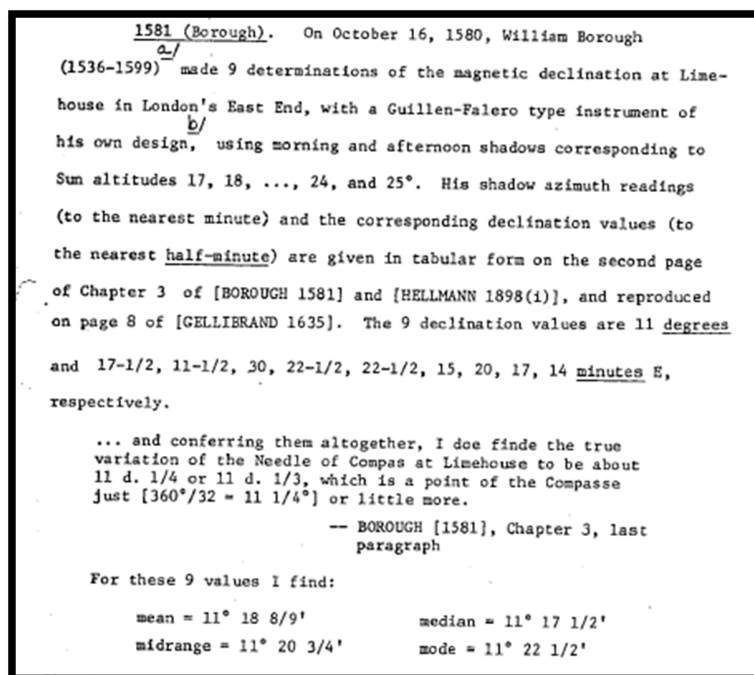 1581 (Borough). On October 16, 1580, William Borough
a/
(1536-1599) made 9 determinations of the magnetic declination at Lime-
house in London's East End, with a Guillen-Falero type instrument of
b/
his own design, using morning and afternoon shadows corresponding to
Sun altitudes 17, 18, ..., 24, and 25°. His shadow azimuth readings
(to the nearest minute) and the corresponding declination values (to
the nearest half-minute) are given in tabular form on the second page
of Chapter 3 of [BOROUGH 1581] and [HELLMANN 1898(i)], and reproduced
on page 8 of [GELLIBRAND 1635]. The 9 declination values are 11 degrees
and 17-1/2, 11-1/2, 30, 22-1/2, 22-1/2, 15, 20, 17, 14 minutes E,
respectively.
... and conferring them altogether, I doe finde the true
variation of the Needle of Compas at Limehouse to be about
11 d. 1/4 or 11 d. 1/3, which is a point of the Compasse
just [360°/32 = 11 1/4°] or little more.
-- BOROUGH [1581], Chapter 3, last
paragraph
For these 9 values I find:
mean = 11° 18 8/9' median = 11° 17 1/2'
midrange = 11° 20 3/4' mode = 11° 22 1/2'